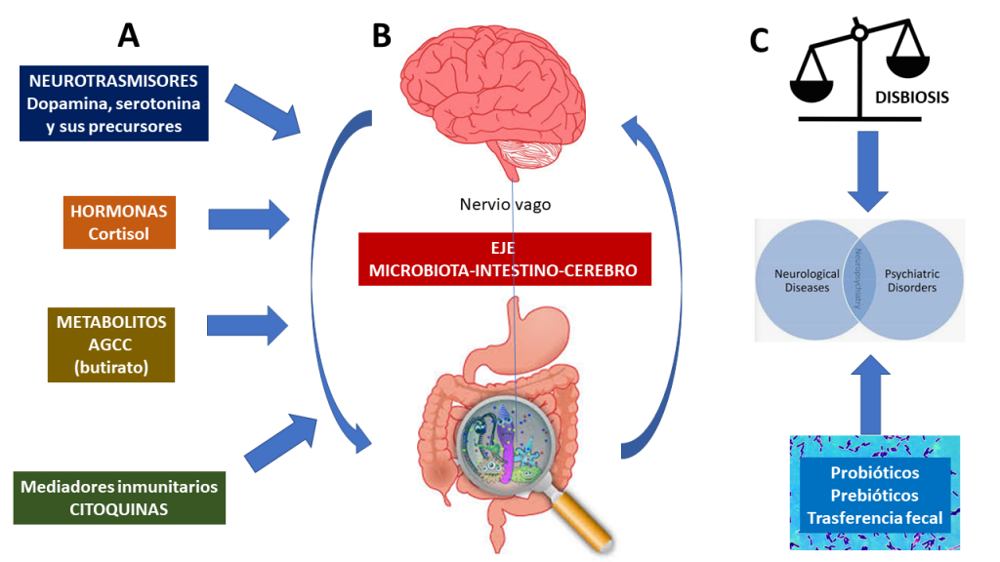 A
NEUROTRASMISORES
Dopamina, serotonina
y sus precursores
HORMONAS
Cortisol
METABOLITOS
AGCC
(butirato)
Mediadores inmunitarios
CITOQUINAS
B
Nervio vago
EJE
MICROBIOTA-INTESTINO-CEREBRO
C
DISBIOSIS
Neurological
Diseases
Neuropsychiatry
Psychiatric
Disorders
Probióticos
Prebióticos
Trasferencia fecal